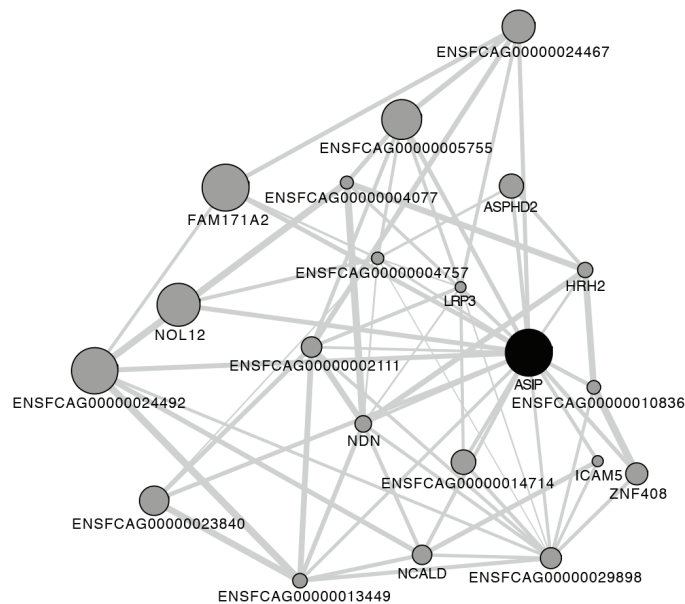 ENSFCAG00000024467
ENSFCAG00000005755
ENSFCAG00000004077
ASPHD2
FAM171A2
ENSFCAG00000004757
HRH2
LRP3
NOL12
ENSFCAG00000002111
ASIP
ENSFCAG00000024492
ENSFCAG00000010836
NDN
ENSFCAG00000014714
ICAM5
ZNF408
ENSFCAG00000023840
NCALD
ENSFCAG00000029898
ENSFCAG00000013449